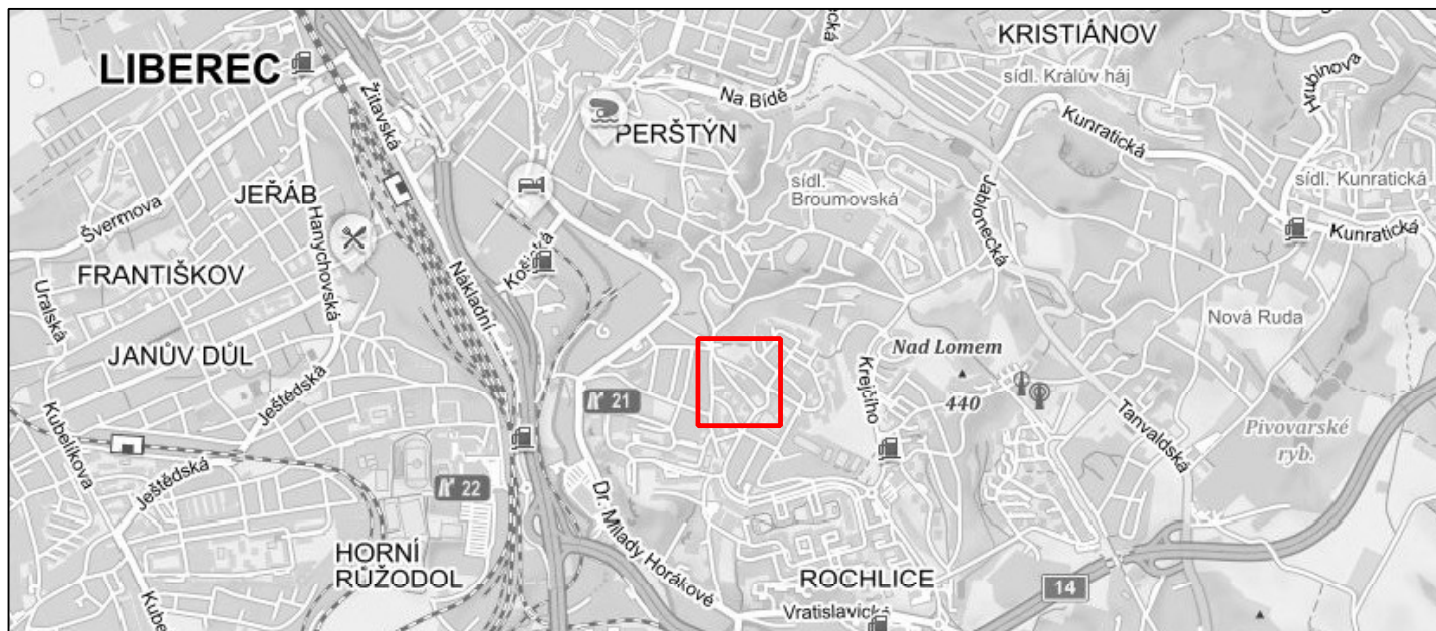 KRISTIÁNOV
LIBEREC
sídl. Králův háj
Hrubínova
Žitavská
Na Bídě
PERŠTÝN
Kunratická
JEŘÁB
sídl.
Broumovská
Jablonecká
sídl. Kunratická
Švermova
Hanychovská
Košická
Kunratická
FRANTIŠKOV
Uralská
Nákladní
Nová Ruda
JANŮV DŮL
Nad Lomem
Krejčího
440
Ještědská
21
Tanvaldská
Pivovarské
ryb.
Kubelíkova
Ještědská
22
Dr. Milady Horákové
HORNÍ
RŮŽODOL
ROCHLICE
14
Vratislavická
Kube